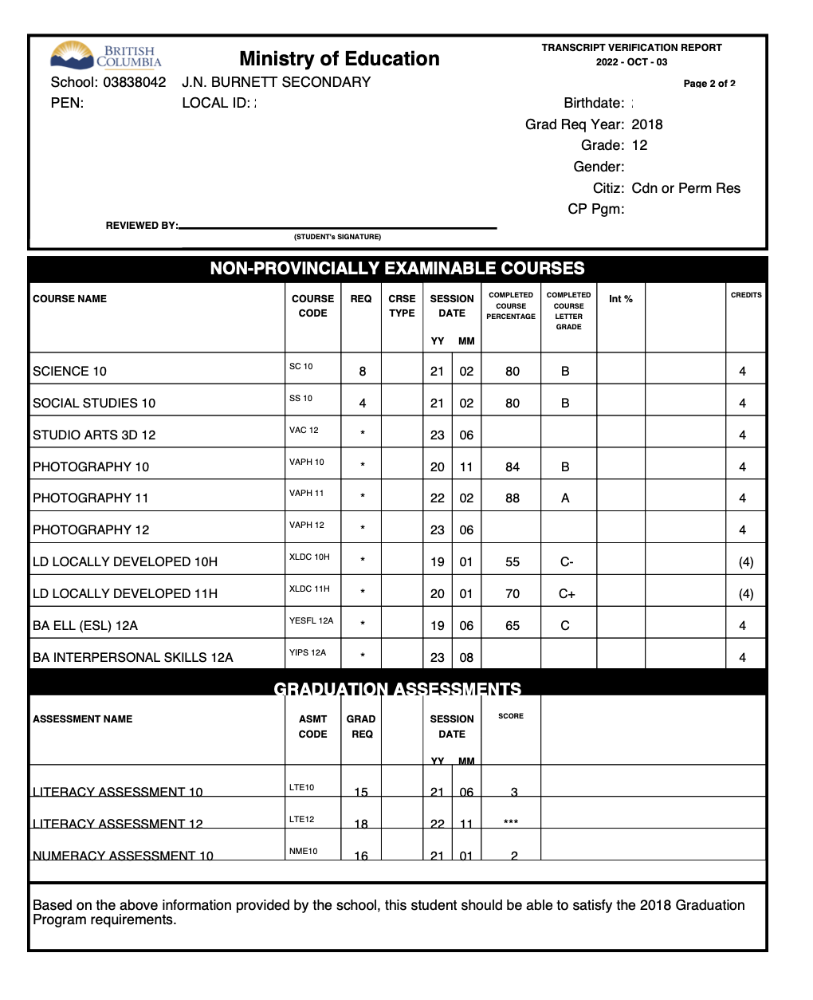 BRITISH
COLUMBIA
Ministry of Education
TRANSCRIPT VERIFICATION REPORT
2022 - OCT - 03
Page 2 of 2
School: 03838042 J.N. BURNETT SECONDARY
PEN: LOCAL ID:
Birthdate:
Grad Req Year: 2018
Grade: 12
Gender:
Citiz: Cdn or Perm Res
CP Pgm:
REVIEWED BY:
(STUDENT's SIGNATURE)
NON-PROVINCIALLY EXAMINABLE COURSES
COURSE NAME COURSE CODE REQ CRSE TYPE SESSION DATE YY MM COMPLETED COURSE PERCENTAGE COMPLETED COURSE LETTER GRADE Int % CREDITS
SCIENCE 10 SC 10 8 21 02 80 B 4
SOCIAL STUDIES 10 SS 10 4 21 02 80 B 4
STUDIO ARTS 3D 12 VAC 12 * 23 06 4
PHOTOGRAPHY 10 VAPH 10 * 20 11 84 B 4
PHOTOGRAPHY 11 VAPH 11 * 22 02 88 A 4
PHOTOGRAPHY 12 VAPH 12 * 23 06 4
LD LOCALLY DEVELOPED 10H XLDC 10H * 19 01 55 C- (4)
LD LOCALLY DEVELOPED 11H XLDC 11H * 20 01 70 C+ (4)
BA ELL (ESL) 12A YESFL 12A * 19 06 65 C 4
BA INTERPERSONAL SKILLS 12A YIPS 12A * 23 08 4
GRADUATION ASSESSMENTS
ASSESSMENT NAME ASMT CODE GRAD REQ SESSION DATE YY MM SCORE
LITERACY ASSESSMENT 10 LTE10 15 21 06 3
LITERACY ASSESSMENT 12 LTE12 18 22 11 ***
NUMERACY ASSESSMENT 10 NME10 16 21 01 2
Based on the above information provided by the school, this student should be able to satisfy the 2018 Graduation
Program requirements.